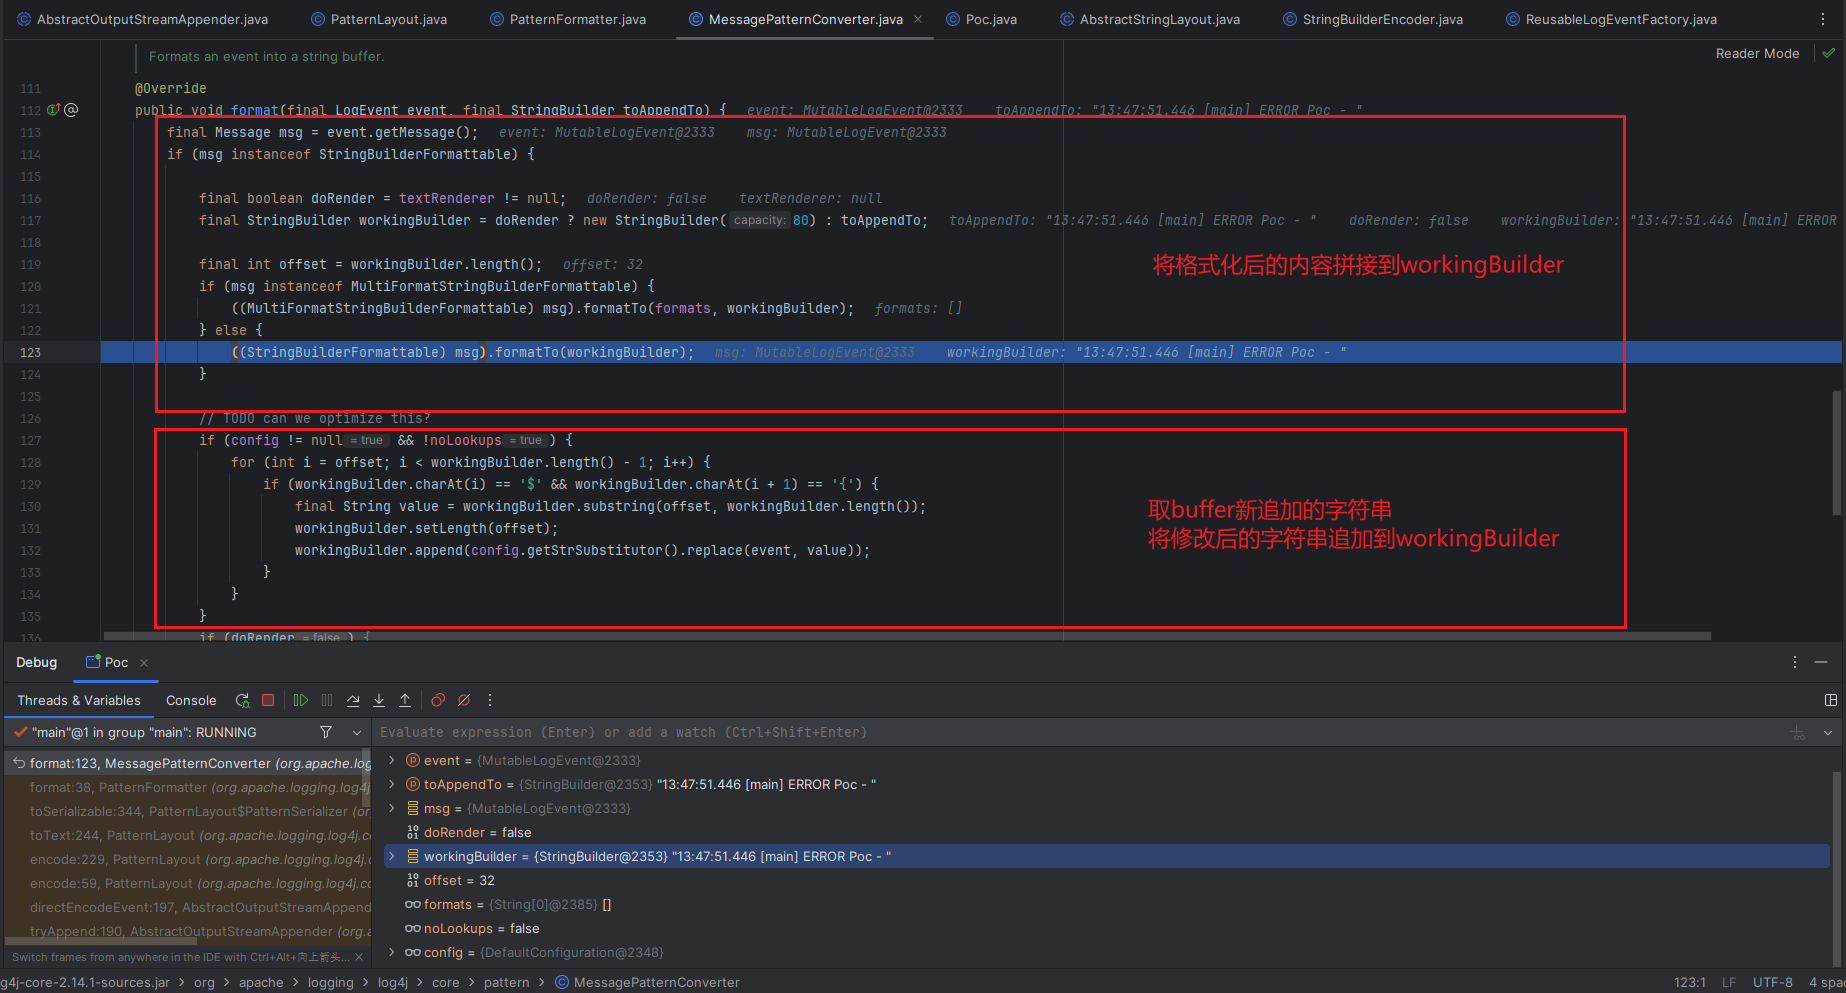 AbstractOutputStreamAppender.java PatternLayout.java PatternFormatter.java MessagePatternConverter.java Poc.java AbstractStringLayout.java StringBuilderEncoder.java ReusableLogEventFactory.java
Formats an event into a string buffer.
Reader Mode
111 @Override
112 public void format(final LogEvent event, final StringBuilder toAppendTo) { event: MutableLogEvent@2333 toAppendTo: "13:47:51.446 [main] ERROR Poc - "
113 final Message msg = event.getMessage(); event: MutableLogEvent@2333 msg: MutableLogEvent@2333
114 if (msg instanceof StringBuilderFormattable) {
115
116 final boolean doRender = textRenderer != null; doRender: false textRenderer: null
117 final StringBuilder workingBuilder = doRender ? new StringBuilder( capacity: 80) : toAppendTo; toAppendTo: "13:47:51.446 [main] ERROR Poc - " doRender: false workingBuilder: "13:47:51.446 [main] ERROR
118
119 final int offset = workingBuilder.length(); offset: 32
将格式化后的内容拼接到workingBuilder
120 if (msg instanceof MultiFormatStringBuilderFormattable) {
121 ((MultiFormatStringBuilderFormattable) msg).formatTo(formats, workingBuilder); formats: []
122 } else {
123 ((StringBuilderFormattable) msg).formatTo(workingBuilder); msg: MutableLogEvent@2333 workingBuilder: "13:47:51.446 [main] ERROR Poc - "
124 }
125
126 // TODO can we optimize this?
127 if (config != null = true && !noLookups = true ) {
128 for (int i = offset; i < workingBuilder.length() - 1; i++) {
129 if (workingBuilder.charAt(i) == '$' && workingBuilder.charAt(i + 1) == '{') {
130 final String value = workingBuilder.substring(offset, workingBuilder.length());
取buffer新追加的字符串
131 workingBuilder.setLength(offset);
将修改后的字符串追加到workingBuilder
132 workingBuilder.append(config.getStrSubstitutor().replace(event, value));
133 }
134 }
135 }
136 if (doRender = false ) {
Debug Poc
Threads & Variables Console
"main"@1 in group "main": RUNNING
Evaluate expression (Enter) or add a watch (Ctrl+Shift+Enter)
format:123, MessagePatternConverter (org.apache.log
format:38, PatternFormatter (org.apache.logging.log4j
toSerializable:344, PatternLayout$PatternSerializer (or
toText:244, PatternLayout (org.apache.logging.log4j.c
encode:229, PatternLayout (org.apache.logging.log4j.c
encode:59, PatternLayout (org.apache.logging.log4j.co
directEncodeEvent:197, AbstractOutputStreamAppend
tryAppend:190, AbstractOutputStreamAppender (org.a
Switch frames from anywhere in the IDE with Ctrl+Alt+向上箭头...
event = {MutableLogEvent@2333}
toAppendTo = {StringBuilder@2353} "13:47:51.446 [main] ERROR Poc - "
msg = {MutableLogEvent@2333}
doRender = false
workingBuilder = {StringBuilder@2353} "13:47:51.446 [main] ERROR Poc - "
offset = 32
formats = {String[0]@2385} []
noLookups = false
config = {DefaultConfiguration@2348}
g4j-core-2.14.1-sources.jar > org > apache > logging > log4j > core > pattern > MessagePatternConverter
123:1 LF UTF-8 4 spa